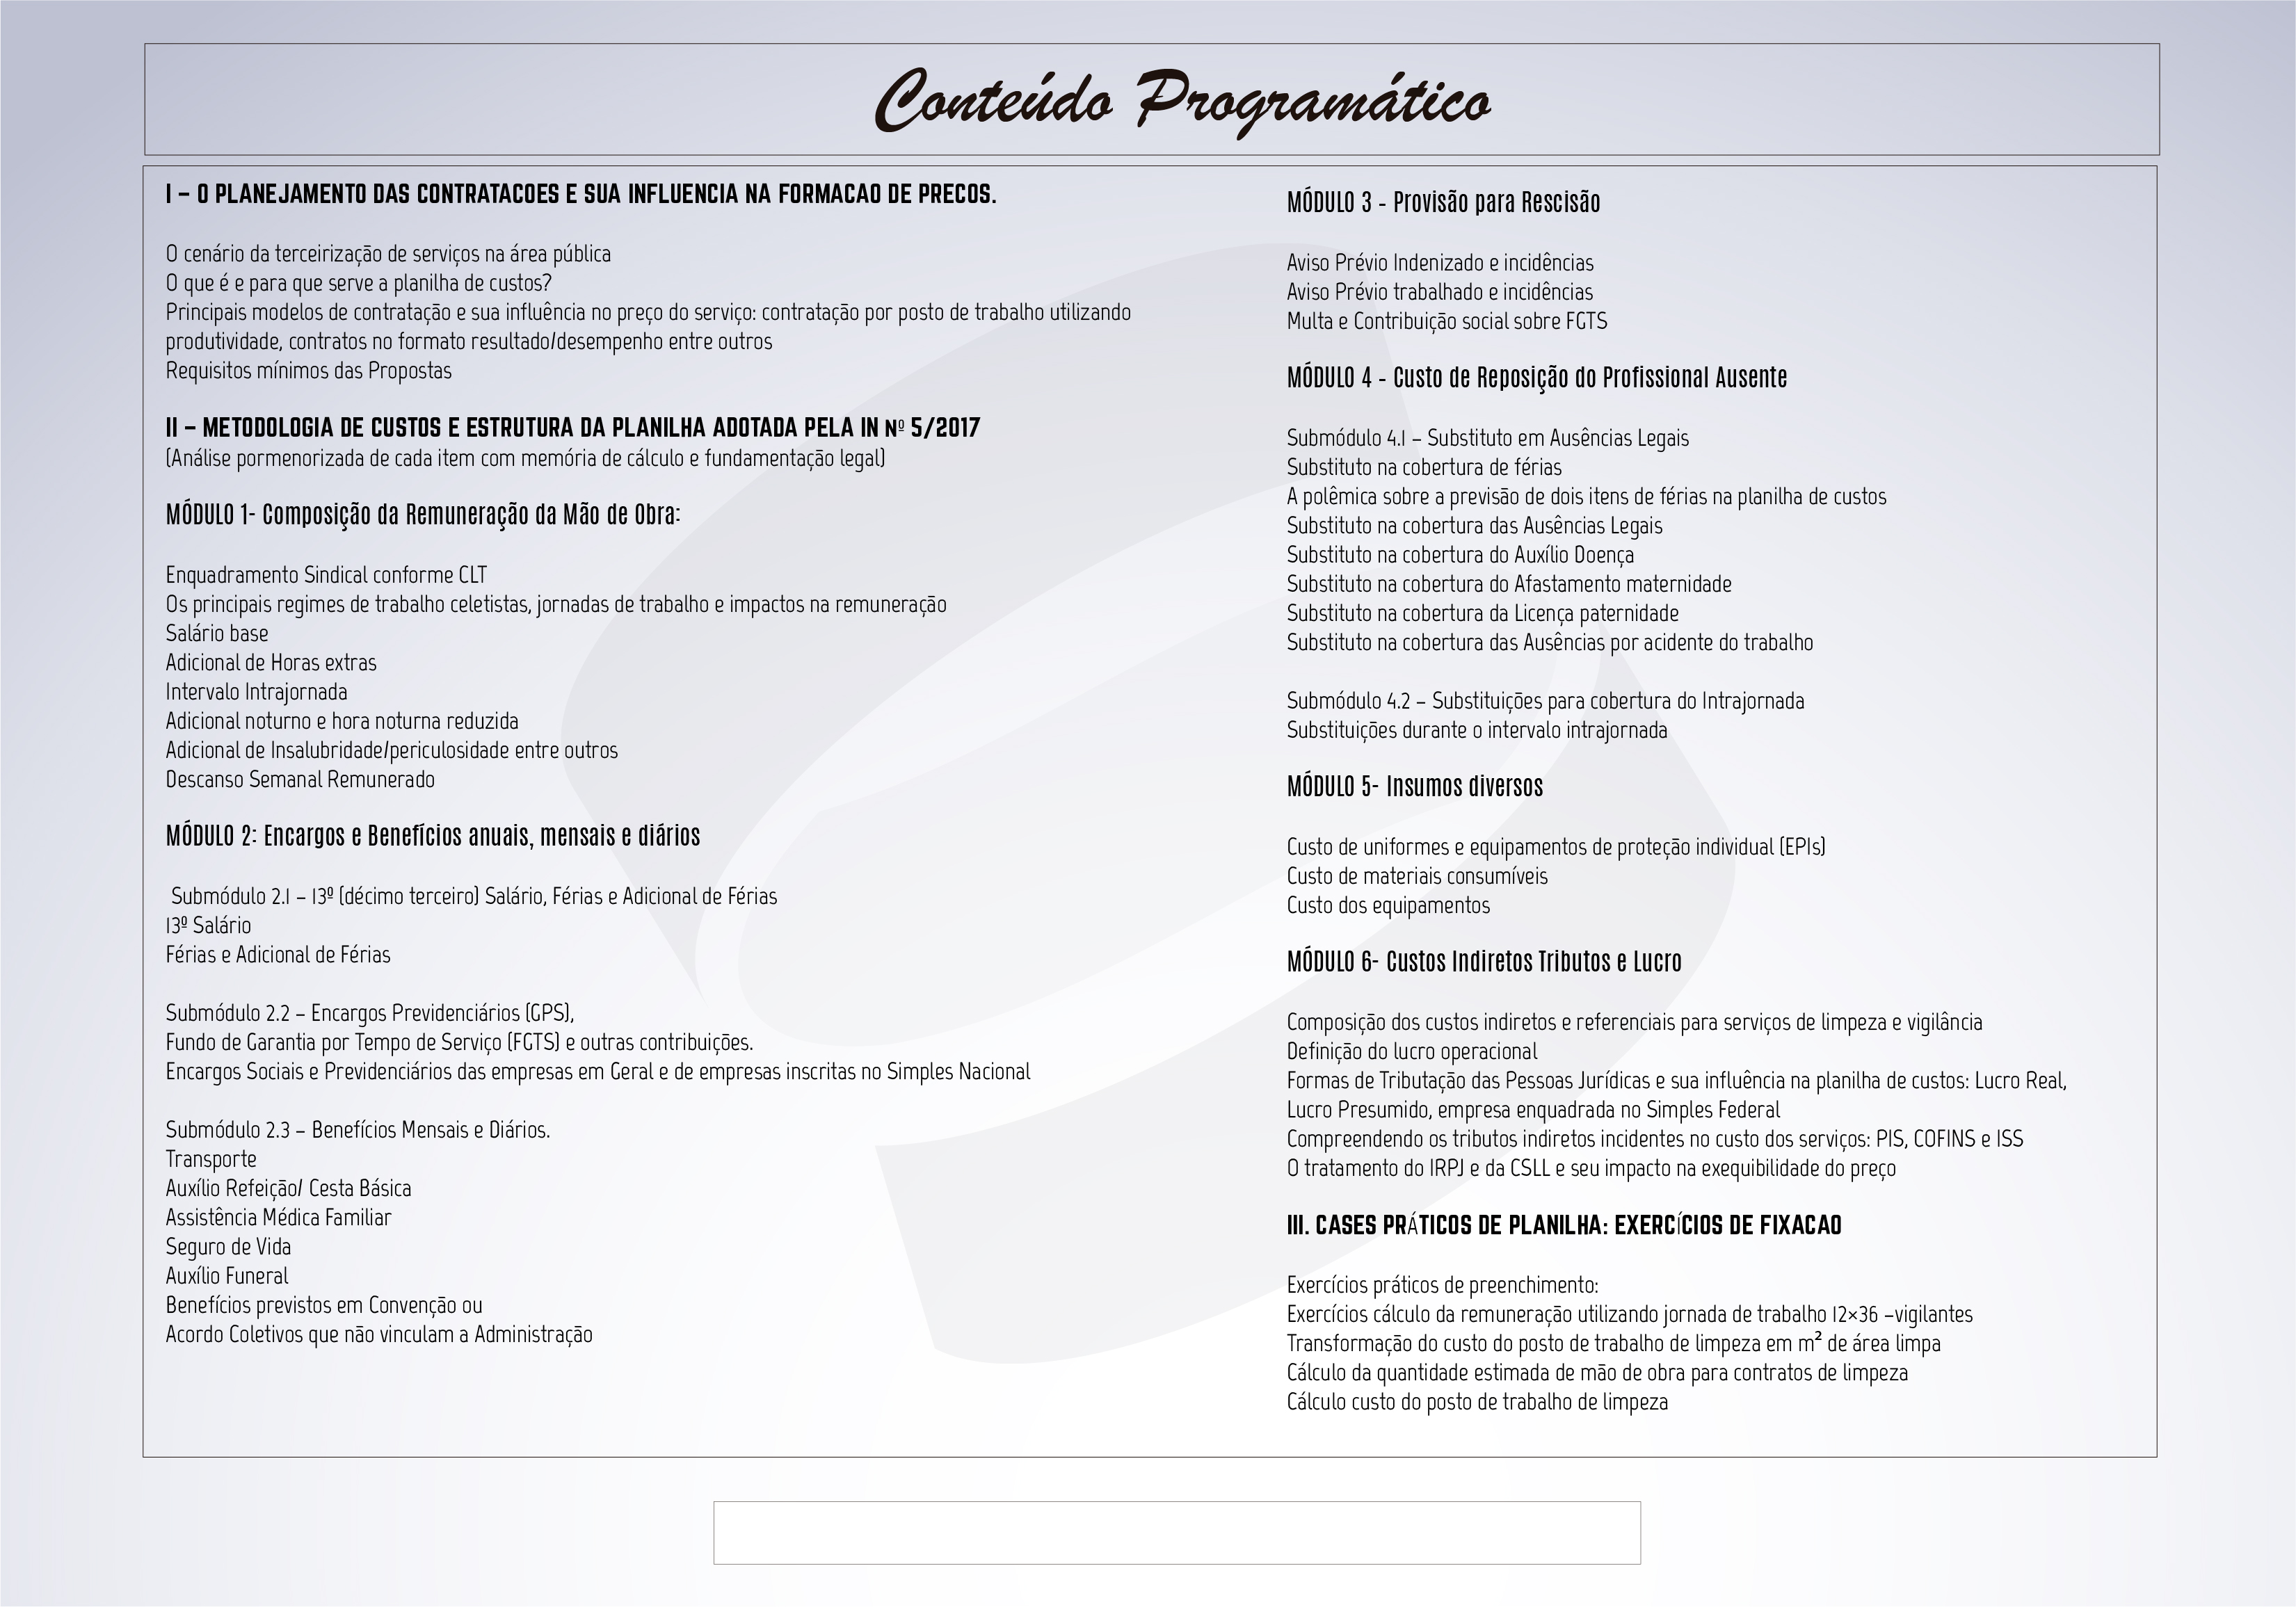 Conteúdo Programático
I – O PLANEJAMENTO DAS CONTRATACOES E SUA INFLUENCIA NA FORMACAO DE PRECOS.
O cenário da terceirização de serviços na área pública
O que é e para que serve a planilha de custos?
Principais modelos de contratação e sua influência no preço do serviço: contratação por posto de trabalho utilizando
produtividade, contratos no formato resultado/desempenho entre outros
Requisitos mínimos das Propostas
II – METODOLOGIA DE CUSTOS E ESTRUTURA DA PLANILHA ADOTADA PELA IN Nº 5/2017
(Análise pormenorizada de cada item com memória de cálculo e fundamentação legal)
MÓDULO 1- Composição da Remuneração da Mão de Obra:
Enquadramento Sindical conforme CLT
Os principais regimes de trabalho celetistas, jornadas de trabalho e impactos na remuneração
Salário base
Adicional de Horas extras
Intervalo Intrajornada
Adicional noturno e hora noturna reduzida
Adicional de Insalubridade/periculosidade entre outros
Descanso Semanal Remunerado
MÓDULO 2: Encargos e Benefícios anuais, mensais e diários
Submódulo 2.1 – 13º (décimo terceiro) Salário, Férias e Adicional de Férias
13º Salário
Férias e Adicional de Férias
Submódulo 2.2 – Encargos Previdenciários (GPS),
Fundo de Garantia por Tempo de Serviço (FGTS) e outras contribuições.
Encargos Sociais e Previdenciários das empresas em Geral e de empresas inscritas no Simples Nacional
Submódulo 2.3 – Benefícios Mensais e Diários.
Transporte
Auxílio Refeição/ Cesta Básica
Assistência Médica Familiar
Seguro de Vida
Auxílio Funeral
Benefícios previstos em Convenção ou
Acordo Coletivos que não vinculam a Administração
MÓDULO 3 - Provisão para Rescisão
Aviso Prévio Indenizado e incidências
Aviso Prévio trabalhado e incidências
Multa e Contribuição social sobre FGTS
MÓDULO 4 - Custo de Reposição do Profissional Ausente
Submódulo 4.1 – Substituto em Ausências Legais
Substituto na cobertura de férias
A polêmica sobre a previsão de dois itens de férias na planilha de custos
Substituto na cobertura das Ausências Legais
Substituto na cobertura do Auxílio Doença
Substituto na cobertura do Afastamento maternidade
Substituto na cobertura da Licença paternidade
Substituto na cobertura das Ausências por acidente do trabalho
Submódulo 4.2 – Substituições para cobertura do Intrajornada
Substituições durante o intervalo intrajornada
MÓDULO 5- Insumos diversos
Custo de uniformes e equipamentos de proteção individual (EPIs)
Custo de materiais consumíveis
Custo dos equipamentos
MÓDULO 6- Custos Indiretos Tributos e Lucro
Composição dos custos indiretos e referenciais para serviços de limpeza e vigilância
Definição do lucro operacional
Formas de Tributação das Pessoas Jurídicas e sua influência na planilha de custos: Lucro Real,
Lucro Presumido, empresa enquadrada no Simples Federal
Compreendendo os tributos indiretos incidentes no custo dos serviços: PIS, COFINS e ISS
O tratamento do IRPJ e da CSLL e seu impacto na exequibilidade do preço
III. CASES PRÁTICOS DE PLANILHA: EXERCÍCIOS DE FIXACAO
Exercícios práticos de preenchimento:
Exercícios cálculo da remuneração utilizando jornada de trabalho 12×36 –vigilantes
Transformação do custo do posto de trabalho de limpeza em m² de área limpa
Cálculo da quantidade estimada de mão de obra para contratos de limpeza
Cálculo custo do posto de trabalho de limpeza